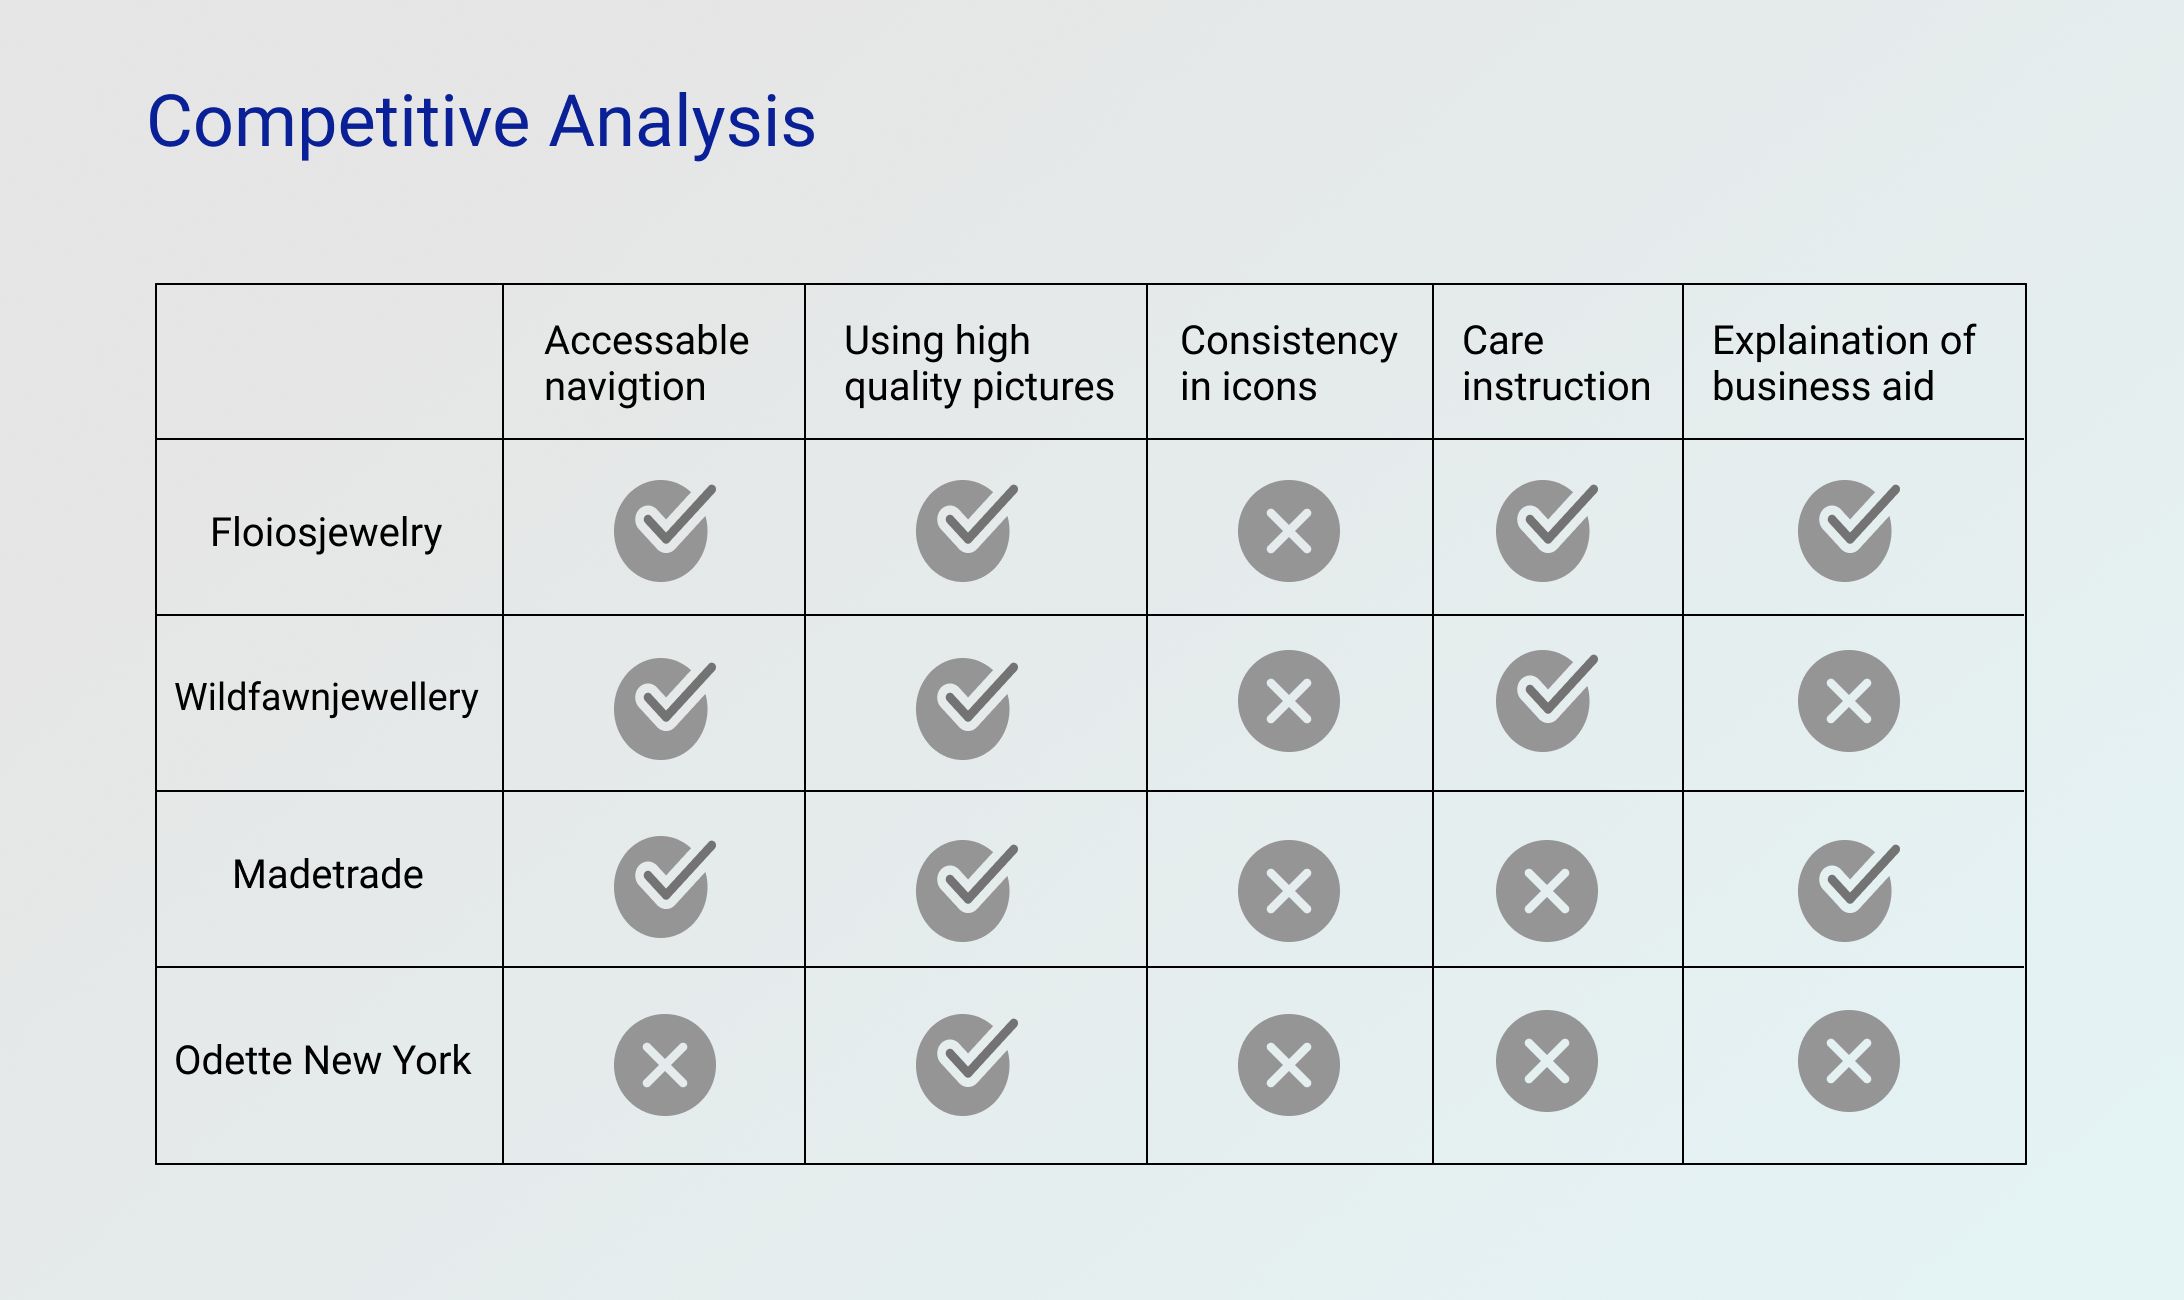 Competitive Analysis
Accessable
navigtion
Using high
quality pictures
Consistency
in icons
Care
instruction
Explaination of
business aid
Floiosjewelry
Wildfawnjewellery
Madetrade
Odette New York